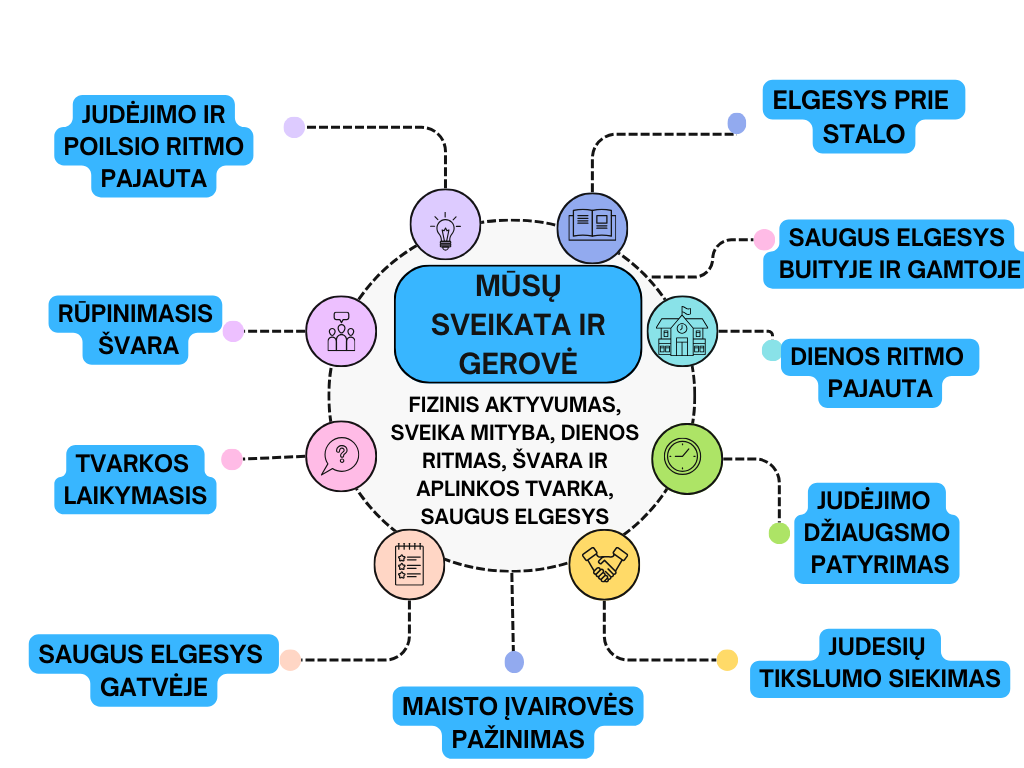 JUDĖJIMO IR
POILSIO RITMO
PAJAUTA
ELGESYS PRIE
STALO
SAUGUS ELGESYS
BUITYJE IR GAMTOJE
MŪSŲ
SVEIKATA IR
GEROVĖ
RŪPINIMASIS
ŠVARA
DIENOS RITMO
PAJAUTA
FIZINIS AKTYVUMAS,
SVEIKA MITYBA, DIENOS
RITMAS, ŠVARA IR
APLINKOS TVARKA,
SAUGUS ELGESYS
TVARKOS
LAIKYMASIS
?
JUDĖJIMO
DŽIAUGSMO
PATYRIMAS
SAUGUS ELGESYS
GATVĖJE
MAISTO ĮVAIROVĖS
PAŽINIMAS
JUDESIŲ
TIKSLUMO SIEKIMAS